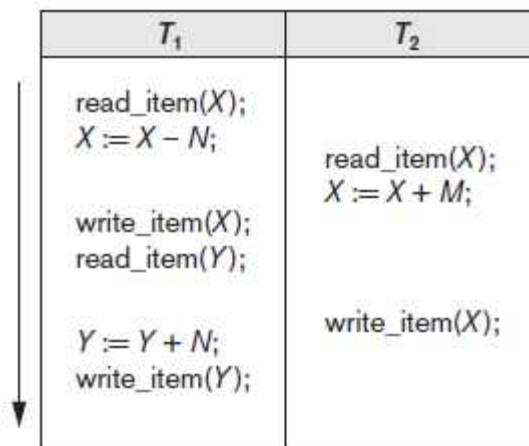 T₁ T₂
read_item(X);
X := X – N;
read_item(X);
X := X + M;
write_item(X);
read_item(Y);
write_item(X);
Y := Y + N;
write_item(Y);